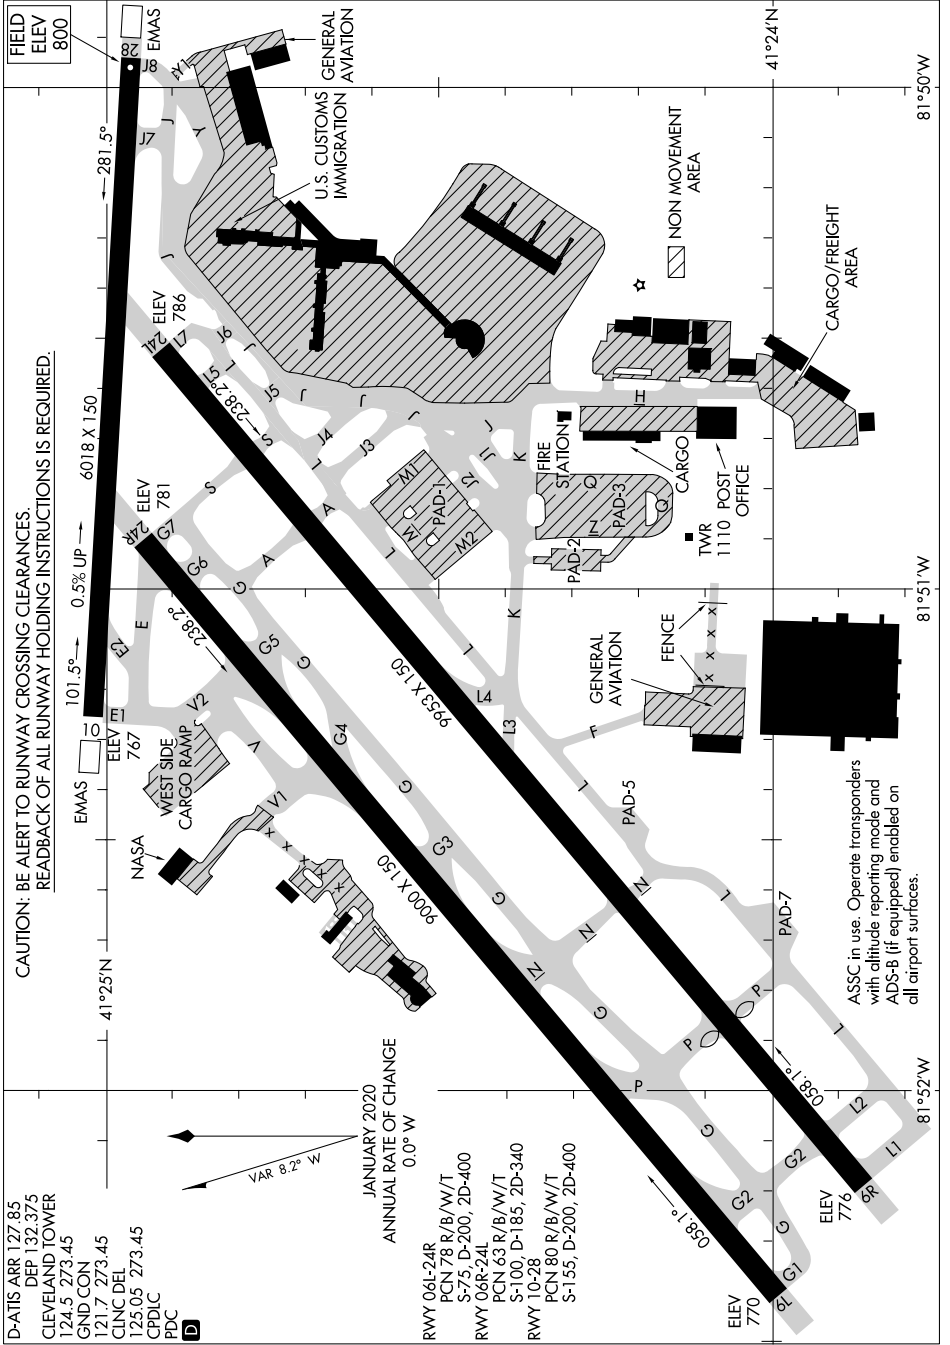 CAUTION: BE ALERT TO RUNWAY CROSSING CLEARANCES.
READBACK OF ALL RUNWAY HOLDING INSTRUCTIONS IS REQUIRED.
FIELD
ELEV
800
D-ATIS ARR 127.85
DEP 132.375
CLEVELAND TOWER
124.5 273.45
GND CON
121.7 273.45
CLNC DEL
125.05 273.45
CPDLC
PDC
D
VAR 8.2° W
JANUARY 2020
ANNUAL RATE OF CHANGE
0.0° W
RWY 06L-24R
PCN 78 R/B/W/T
S-75, D-200, 2D-400
RWY 06R-24L
PCN 63 R/B/W/T
S-100, D-185, 2D-340
RWY 10-28
PCN 80 R/B/W/T
S-155, D-200, 2D-400
41°25'N
41°24'N
81°52'W
81°51'W
81°50'W
EMAS
10
ELEV
767
101.5°
0.5% UP
6018 X 150
281.5°
28
EMAS
J8
J7
J
Y
Y1
GENERAL
AVIATION
U.S. CUSTOMS
IMMIGRATION
E1
E2
E
V2
V
V1
WEST SIDE
CARGO RAMP
NASA
x x x x x
24R
ELEV
781
G7
G6
G
A
S
238.2°
G5
G
G4
G
G3
9000 X 150
G
N
N
N
G
P
G
G2
G2
G
G1
058.1°
6L
ELEV
770
24L
ELEV
786
L7
L
L5
J6
J
J
238.2°
J5
S
J
J4
J3
J
J
J
J1
J2
L
A
L
L
9953 X 150
L4
L3
K
K
F
L
L
L
P
P
L2
L1
058.1°
6R
ELEV
776
M1
M
M2
PAD-1
PAD-2
PAD-3
Z
Q
Q
PAD-5
PAD-7
FIRE
STATION
H
CARGO
POST
OFFICE
TWR
1110
NON MOVEMENT
AREA
CARGO/FREIGHT
AREA
GENERAL
AVIATION
FENCE
x x x x
ASSC in use. Operate transponders
with altitude reporting mode and
ADS-B (if equipped) enabled on
all airport surfaces.